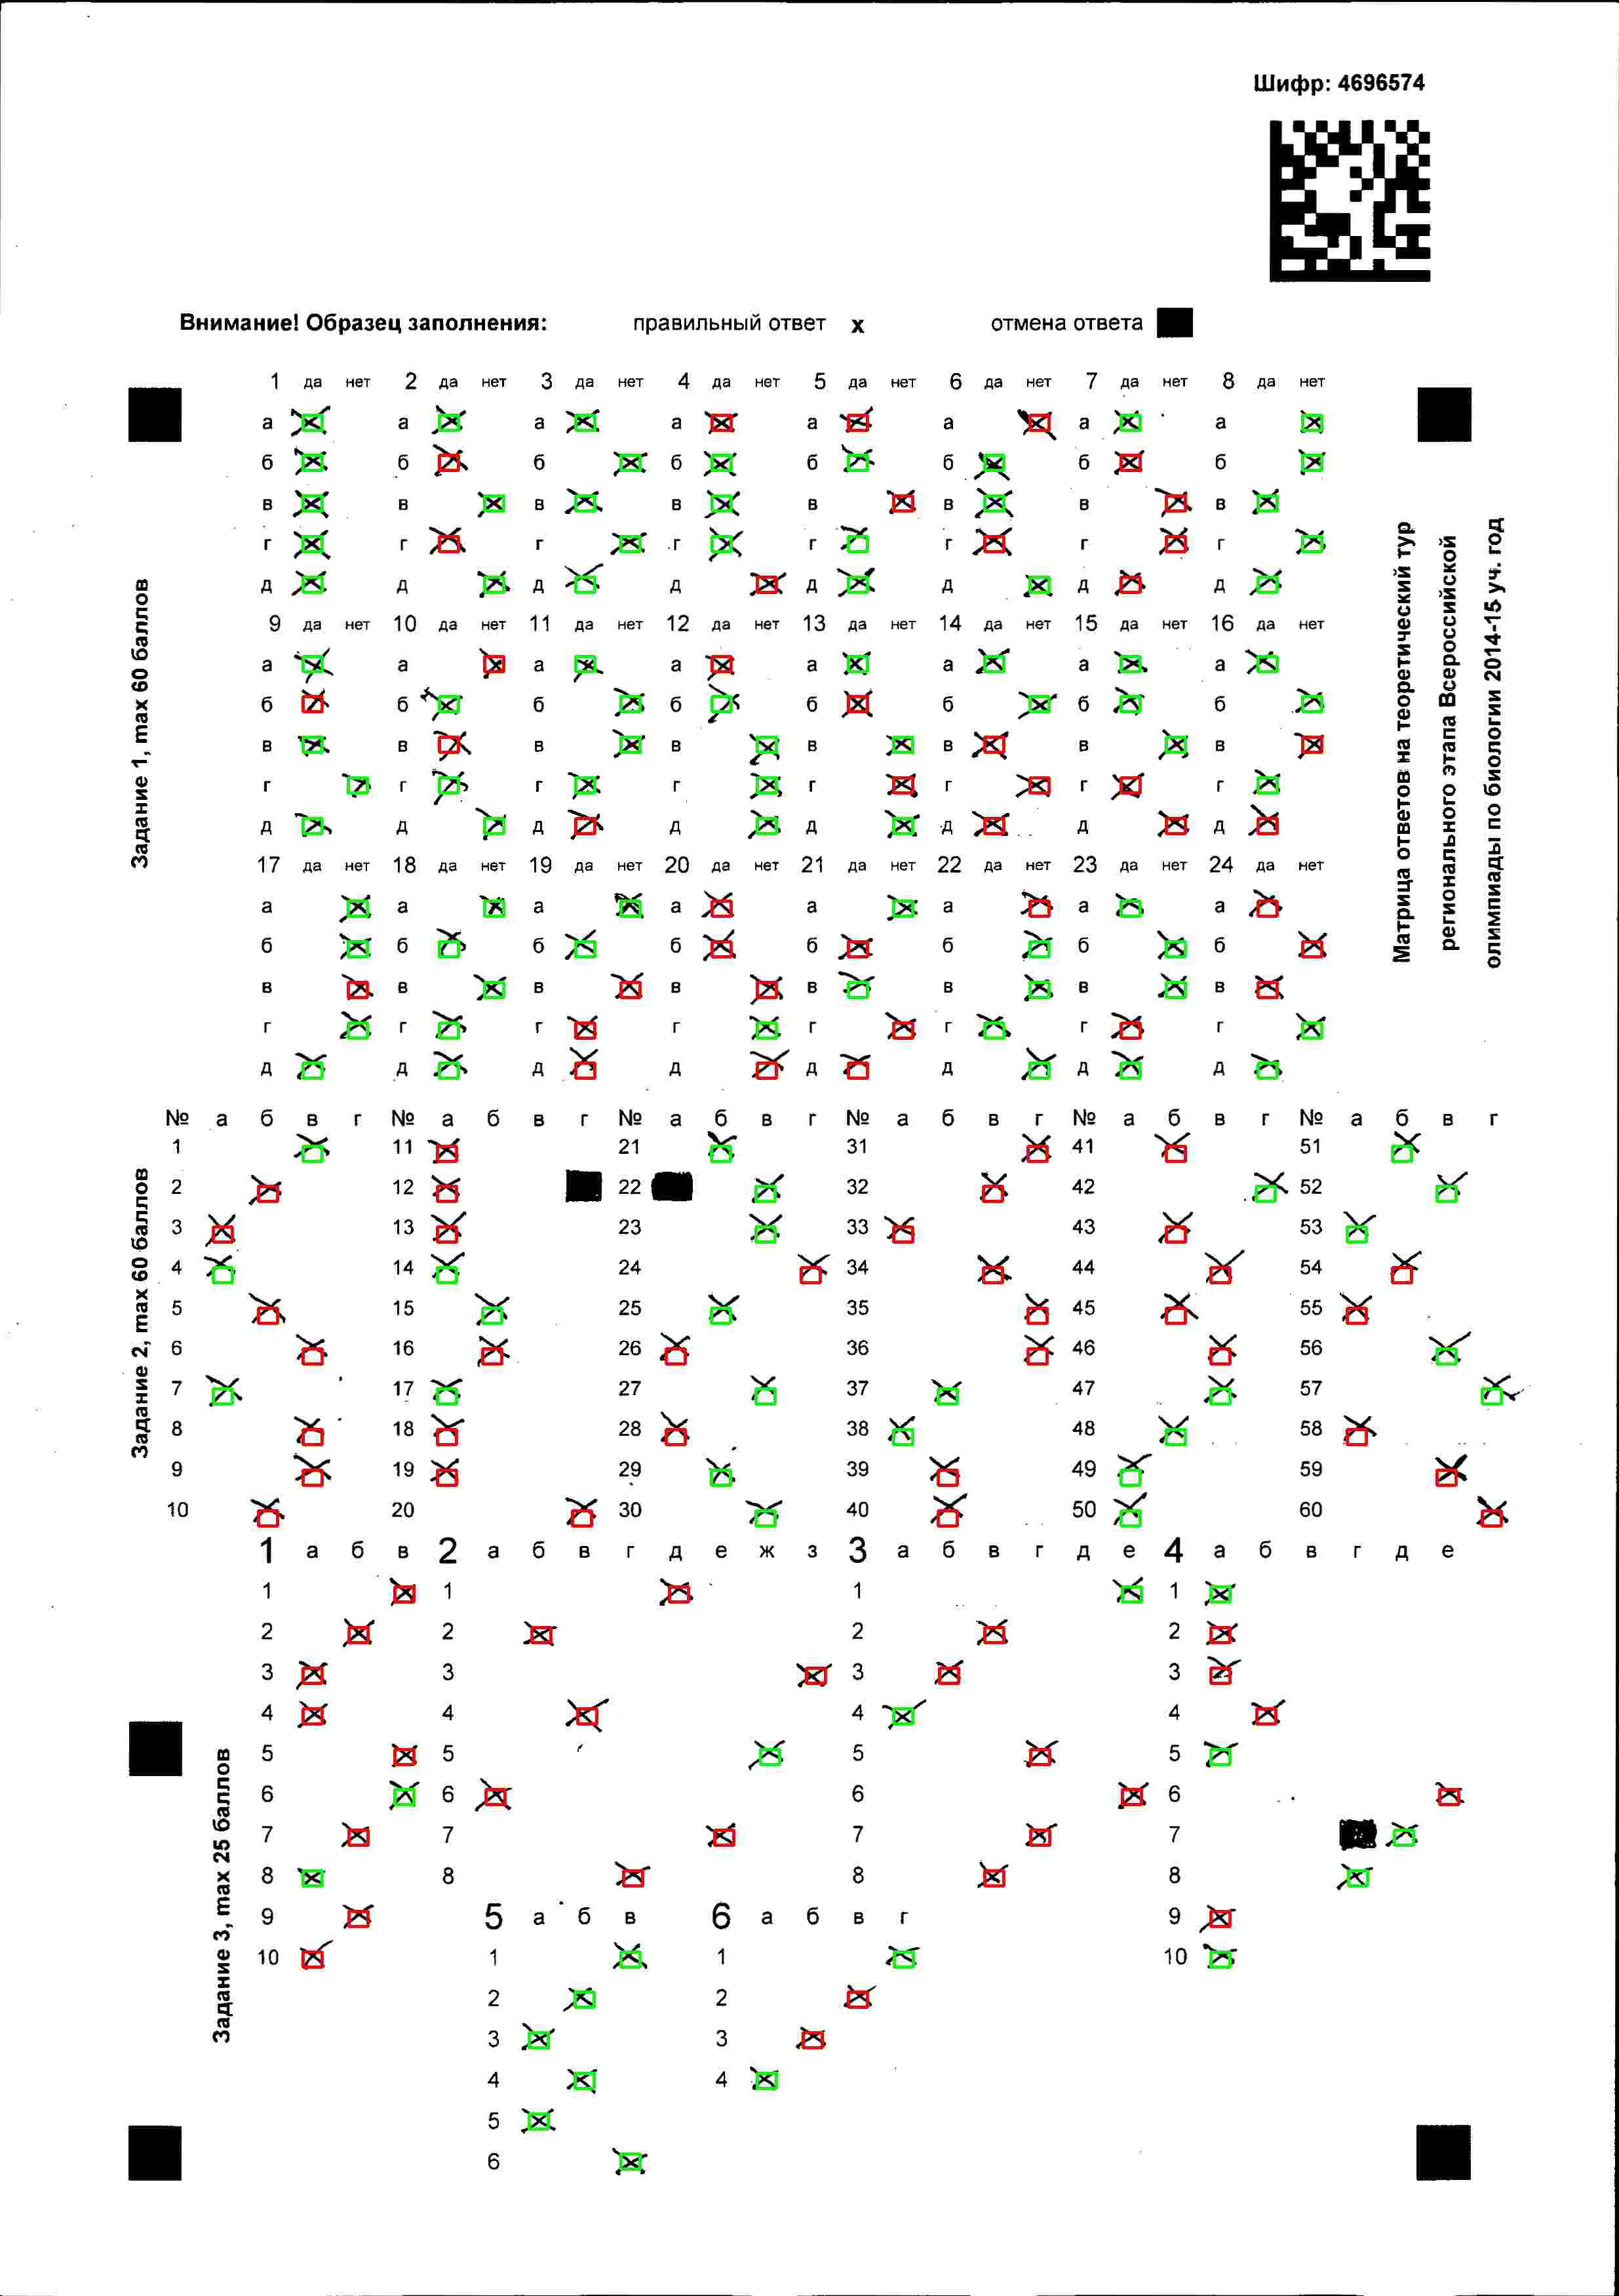 Шифр: 4696574
Внимание! Образец заполнения: правильный ответ x отмена ответа
1 да нет 2 да нет 3 да нет 4 да нет 5 да нет 6 да нет 7 да нет 8 да нет
а а а а а а а а
б б б б б б б б
в в в в в в в в
г г г г г г г г
д д д д д д д д
9 да нет 10 да нет 11 да нет 12 да нет 13 да нет 14 да нет 15 да нет 16 да нет
а а а а а а а а
б б б б б б б б
в в в в в в в в
г г г г г г г г
д д д д д д д д
17 да нет 18 да нет 19 да нет 20 да нет 21 да нет 22 да нет 23 да нет 24 да нет
а а а а а а а а
б б б б б б б б
в в в в в в в в
г г г г г г г г
д д д д д д д д
Задание 1, max 60 баллов
Матрица ответов на теоретический тур
регионального этапа Всероссийской
олимпиады по биологии 2014-15 уч. год
№ а б в г № а б в г № а б в г № а б в г № а б в г № а б в г
1 11 21 31 41 51
2 12 22 32 42 52
3 13 23 33 43 53
4 14 24 34 44 54
5 15 25 35 45 55
6 16 26 36 46 56
7 17 27 37 47 57
8 18 28 38 48 58
9 19 29 39 49 59
10 20 30 40 50 60
Задание 2, max 60 баллов
1 а б в 2 а б в г д е ж з 3 а б в г д е 4 а б в г д е
1 1 1 1
2 2 2 2
3 3 3 3
4 4 4 4
5 5 5 5
6 6 6 6
7 7 7 7
8 8 8 8
9 5 а б в 6 а б в г 9
10 1 1 10
2 2
3 3
4 4
5
6
Задание 3, max 25 баллов